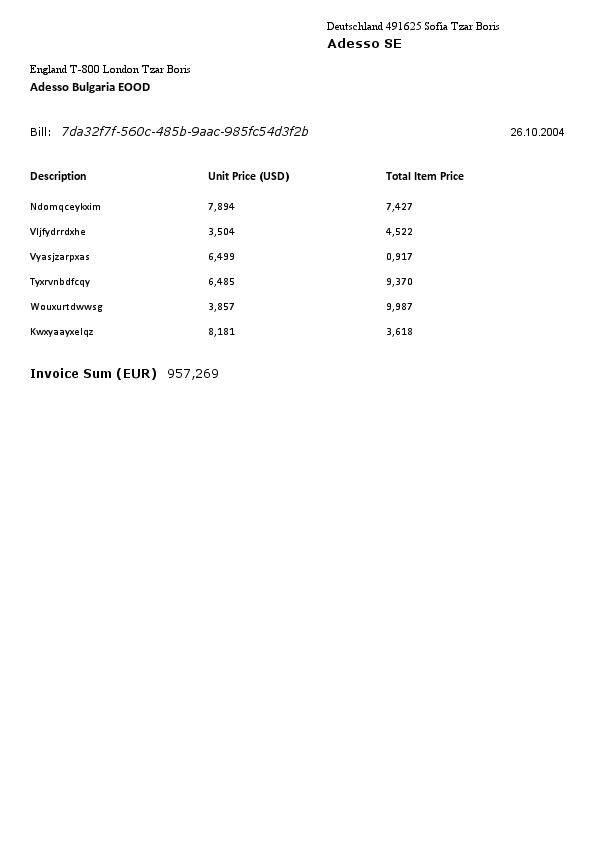 Deutschland 491625 Sofia Tzar Boris
Adesso SE
England T-800 London Tzar Boris
Adesso Bulgaria EOOD
Bill: 7da32f7f-560c-485b-9aac-985fc54d3f2b 26.10.2004
Description Unit Price (USD) Total Item Price
Ndomqceykxim 7,894 7,427
Vljfydrrdxhe 3,504 4,522
Vyasjzarpxas 6,499 0,917
Tyxrvnbdfcqy 6,485 9,370
Wouxurtdwwsg 3,857 9,987
Kwxyaayxelqz 8,181 3,618
Invoice Sum (EUR) 957,269